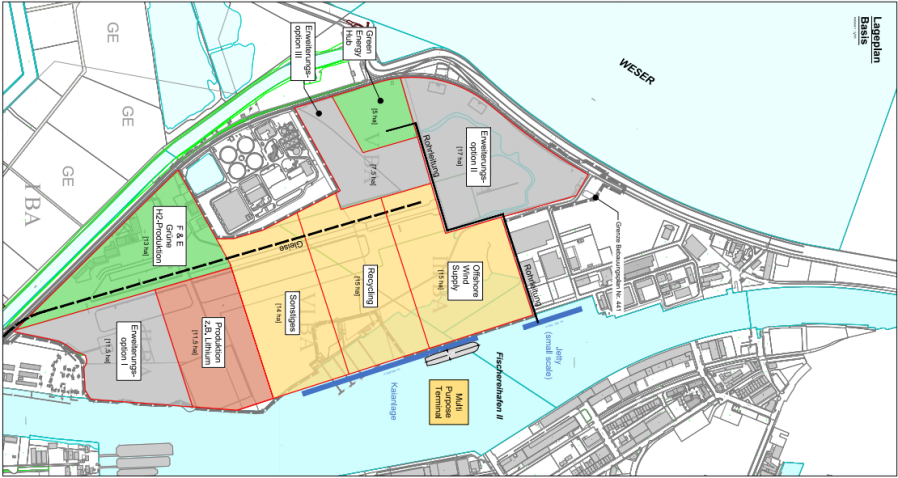 Lageplan
Basis
WESER
GE
GE
GE
GE
Erweiterungs-
option III
[7,5 ha]
Green
Energy
Hub
[5 ha]
Erweiterungs-
option II
[17 ha]
Rohrleitung
Grenze Bebauungsplan Nr. 441
Rohrleitung
F & E
Grüne
H2-Produktion
[13 ha]
Gleise
Offshore
Wind
Supply
[15 ha]
Recycling
[15 ha]
Sonstiges
[14 ha]
Produktion
z.B. Lithium
[11,5 ha]
Erweiterungs-
option I
[11,5 ha]
Jetty
(small scale)
Fischereihafen II
Kaianlage
Multi
Purpose
Terminal